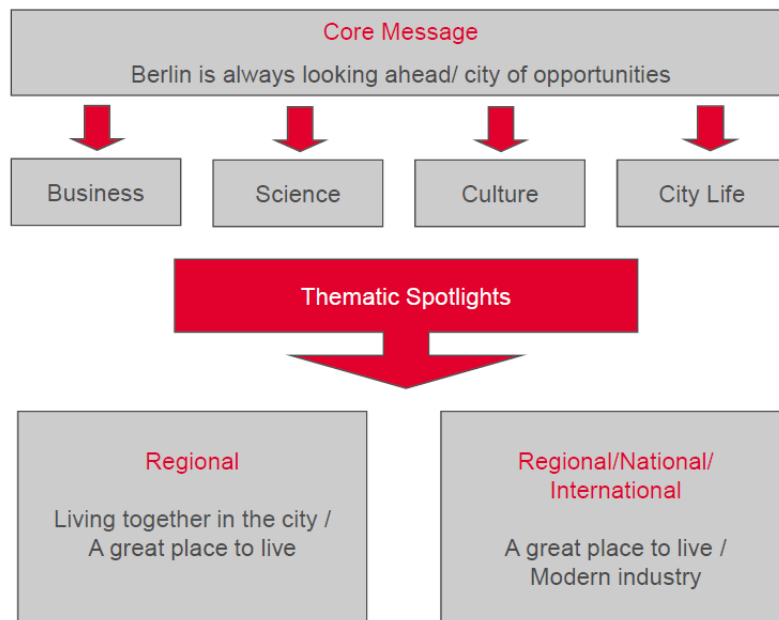 Core Message
Berlin is always looking ahead/ city of opportunities
Business
Science
Culture
City Life
Thematic Spotlights
Regional
Living together in the city /
A great place to live
Regional/National/
International
A great place to live /
Modern industry